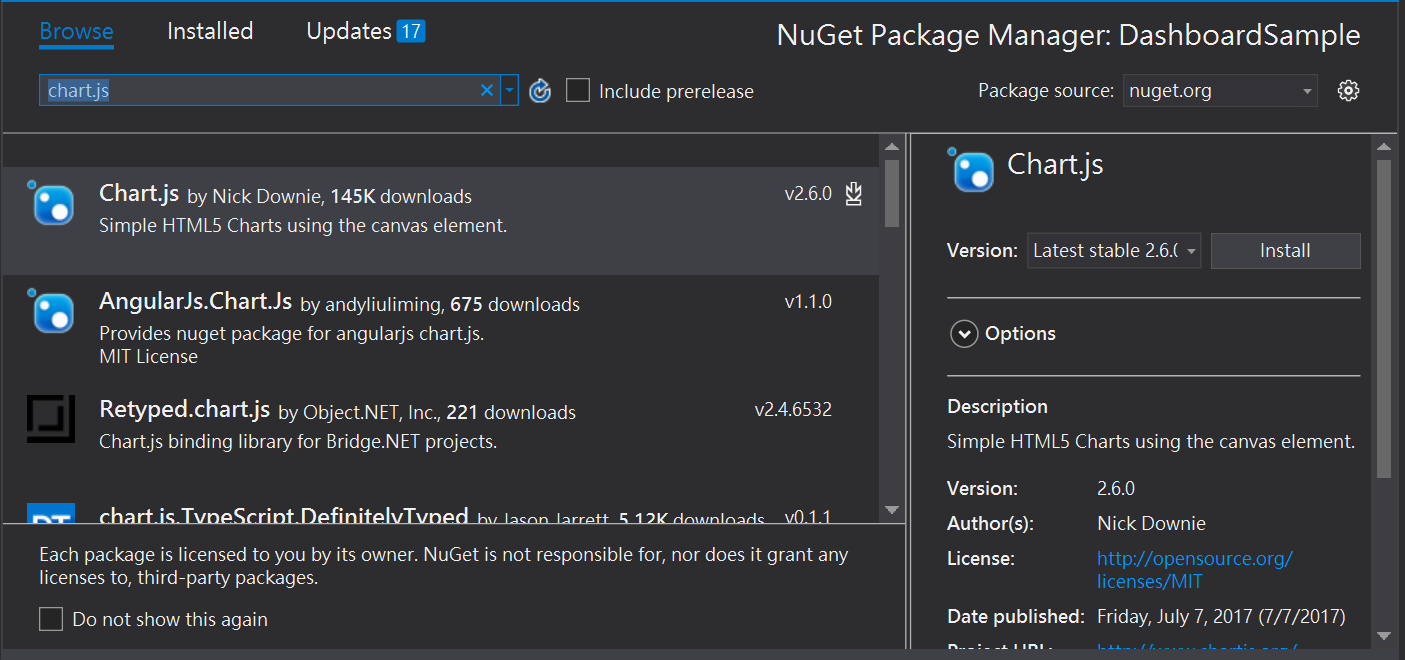 Browse Installed Updates 17 NuGet Package Manager: DashboardSample
chart.js Include prerelease Package source: nuget.org
Chart.js by Nick Downie, 145K downloads v2.6.0
Simple HTML5 Charts using the canvas element.
AngularJs.Chart.Js by andyliuliming, 675 downloads v1.1.0
Provides nuget package for angularjs chart.js.
MIT License
Retyped.chart.js by Object.NET, Inc., 221 downloads v2.4.6532
Chart.js binding library for Bridge.NET projects.
DT chart.js.TypeScript.DefinitelyTyped by Jason Jarrett, 5.12K downloads v0.1.1
Each package is licensed to you by its owner. NuGet is not responsible for, nor does it grant any
licenses to, third-party packages.
Do not show this again
Chart.js
Version: Latest stable 2.6.( Install
Options
Description
Simple HTML5 Charts using the canvas element.
Version: 2.6.0
Author(s): Nick Downie
License: http://opensource.org/
licenses/MIT
Date published: Friday, July 7, 2017 (7/7/2017)
Project URL: http://www.chartjs.org/